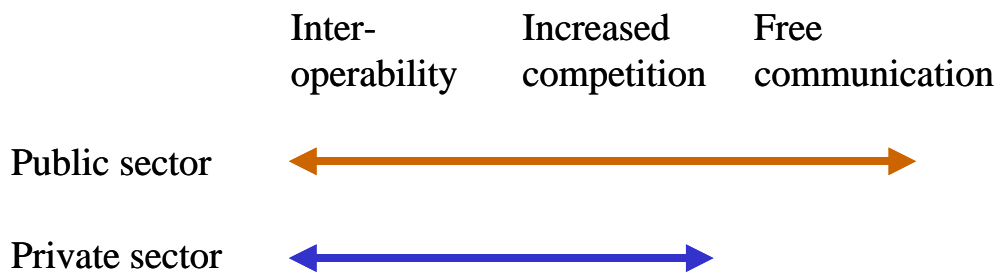 Inter-
operability
Increased
competition
Free
communication
Public sector
Private sector